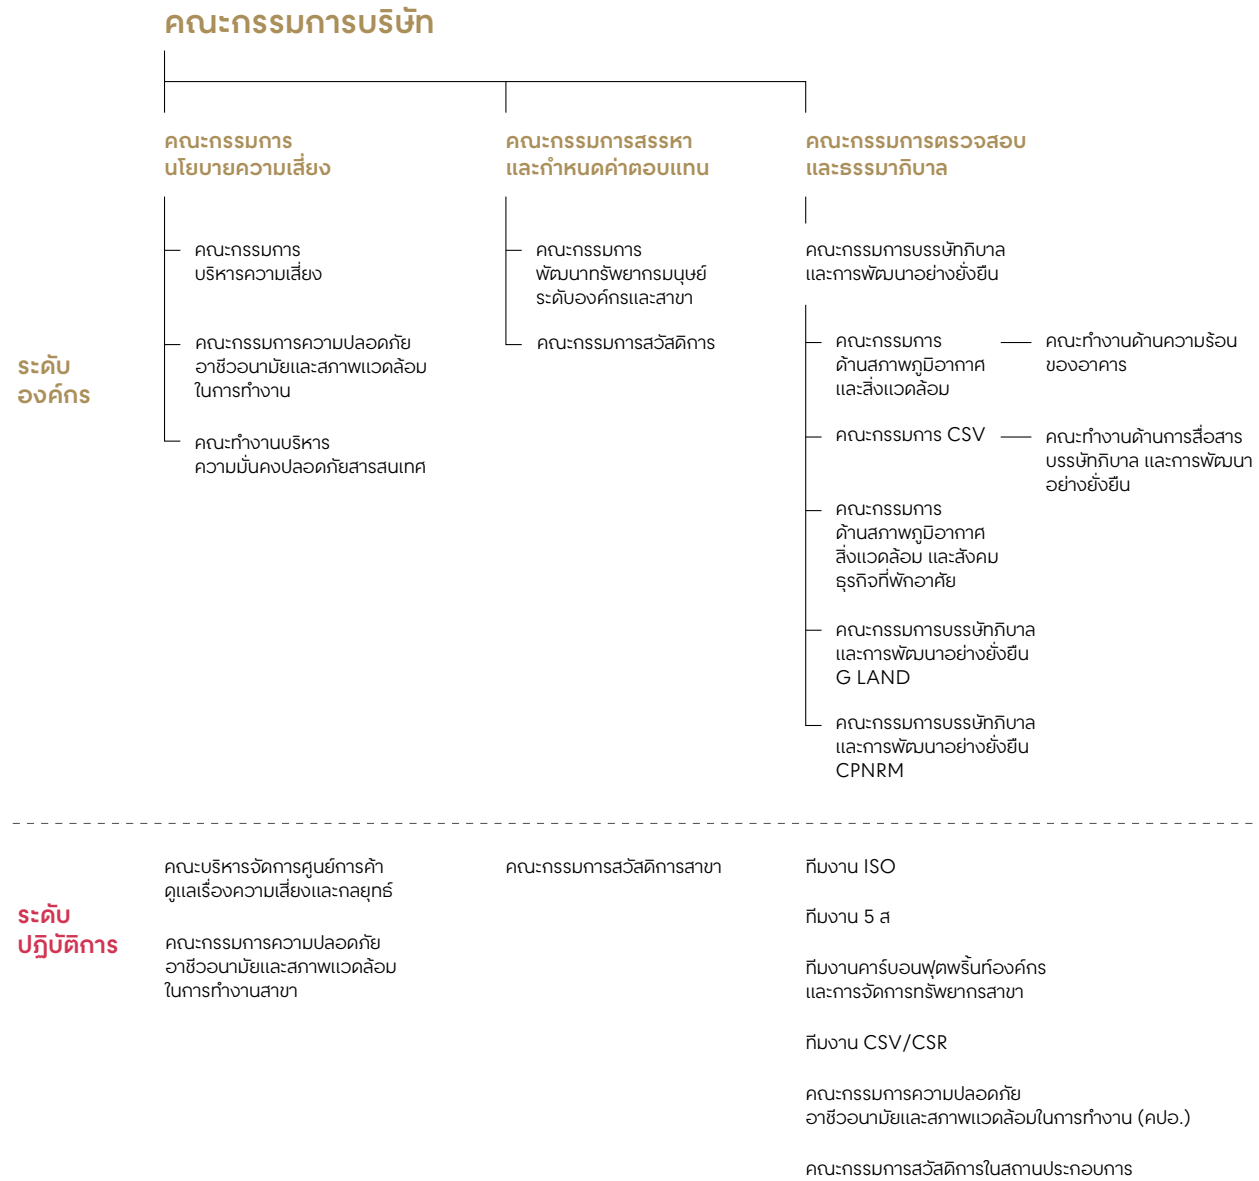 คณะกรรมการบริษัท
คณะกรรมการ
นโยบายความเสี่ยง
คณะกรรมการสรรหา
และกำหนดค่าตอบแทน
คณะกรรมการตรวจสอบ
และธรรมาภิบาล
ระดับ
องค์กร
คณะกรรมการ
บริหารความเสี่ยง
คณะกรรมการความปลอดภัย
อาชีวอนามัยและสภาพแวดล้อม
ในการทำงาน
คณะทำงานบริหาร
ความมั่นคงปลอดภัยสารสนเทศ
คณะกรรมการ
พัฒนาทรัพยากรมนุษย์
ระดับองค์กรและสาขา
คณะกรรมการสวัสดิการ
คณะกรรมการบรรษัทภิบาล
และการพัฒนาอย่างยั่งยืน
คณะกรรมการ
ด้านสภาพภูมิอากาศ
และสิ่งแวดล้อม
คณะทำงานด้านความร้อน
ของอาคาร
คณะกรรมการ CSV
คณะทำงานด้านการสื่อสาร
บรรษัทภิบาล และการพัฒนา
อย่างยั่งยืน
คณะกรรมการ
ด้านสภาพภูมิอากาศ
สิ่งแวดล้อม และสังคม
ธุรกิจที่พักอาศัย
คณะกรรมการบรรษัทภิบาล
และการพัฒนาอย่างยั่งยืน
G LAND
คณะกรรมการบรรษัทภิบาล
และการพัฒนาอย่างยั่งยืน
CPNRM
ระดับ
ปฏิบัติการ
คณะบริหารจัดการศูนย์การค้า
ดูแลเรื่องความเสี่ยงและกลยุทธ์
คณะกรรมการความปลอดภัย
อาชีวอนามัยและสภาพแวดล้อม
ในการทำงานสาขา
คณะกรรมการสวัสดิการสาขา
ทีมงาน ISO
ทีมงาน 5 ส
ทีมงานคาร์บอนฟุตพริ้นท์องค์กร
และการจัดการทรัพยากรสาขา
ทีมงาน CSV/CSR
คณะกรรมการความปลอดภัย
อาชีวอนามัยและสภาพแวดล้อมในการทำงาน (คปอ.)
คณะกรรมการสวัสดิการในสถานประกอบการ